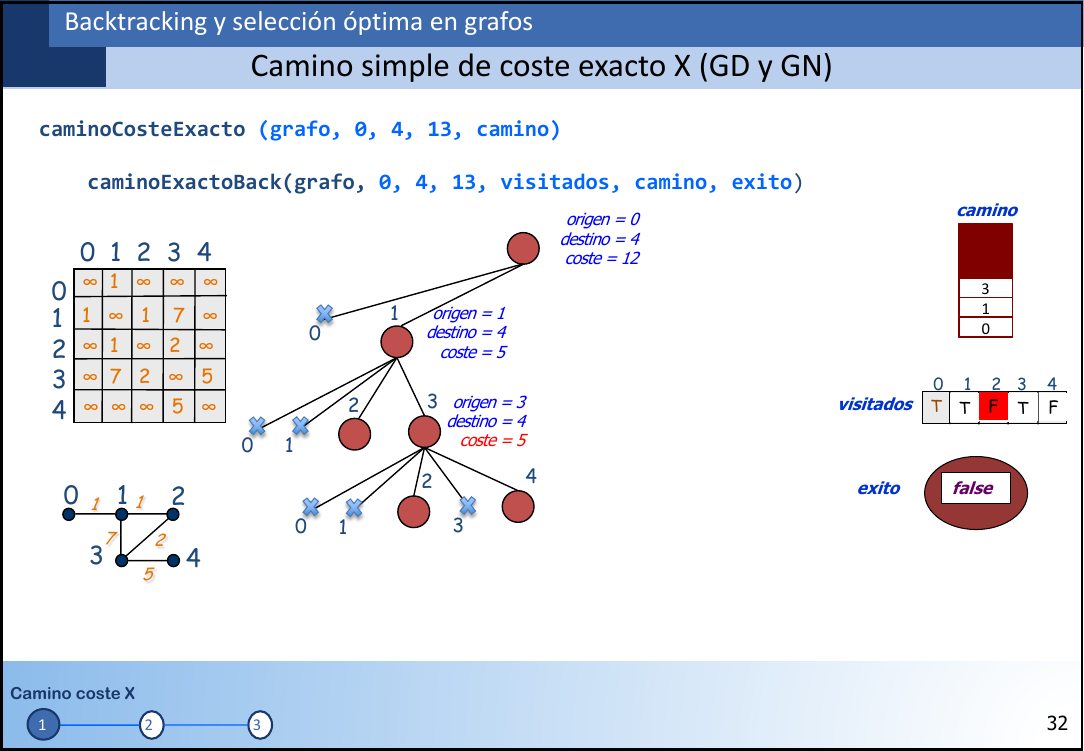 Backtracking y selección óptima en grafos
Camino simple de coste exacto X (GD y GN)
caminoCosteExacto (grafo, 0, 4, 13, camino)
caminoExactoBack(grafo, 0, 4, 13, visitados, camino, exito)
0 1 2 3 4
0 ∞ 1 ∞ ∞ ∞
1 1 ∞ 1 7 ∞
2 ∞ 1 ∞ 2 ∞
3 ∞ 7 2 ∞ 5
4 ∞ ∞ ∞ 5 ∞
0 1 1 1 2
7 2
3 4
5
origen = 0
destino = 4
coste = 12
0
1
origen = 1
destino = 4
coste = 5
0
1
2
3
origen = 3
destino = 4
coste = 5
0
1
2
3
4
camino
3
1
0
0 1 2 3 4
visitados T T F T F
exito false
Camino coste X
1 2 3
32